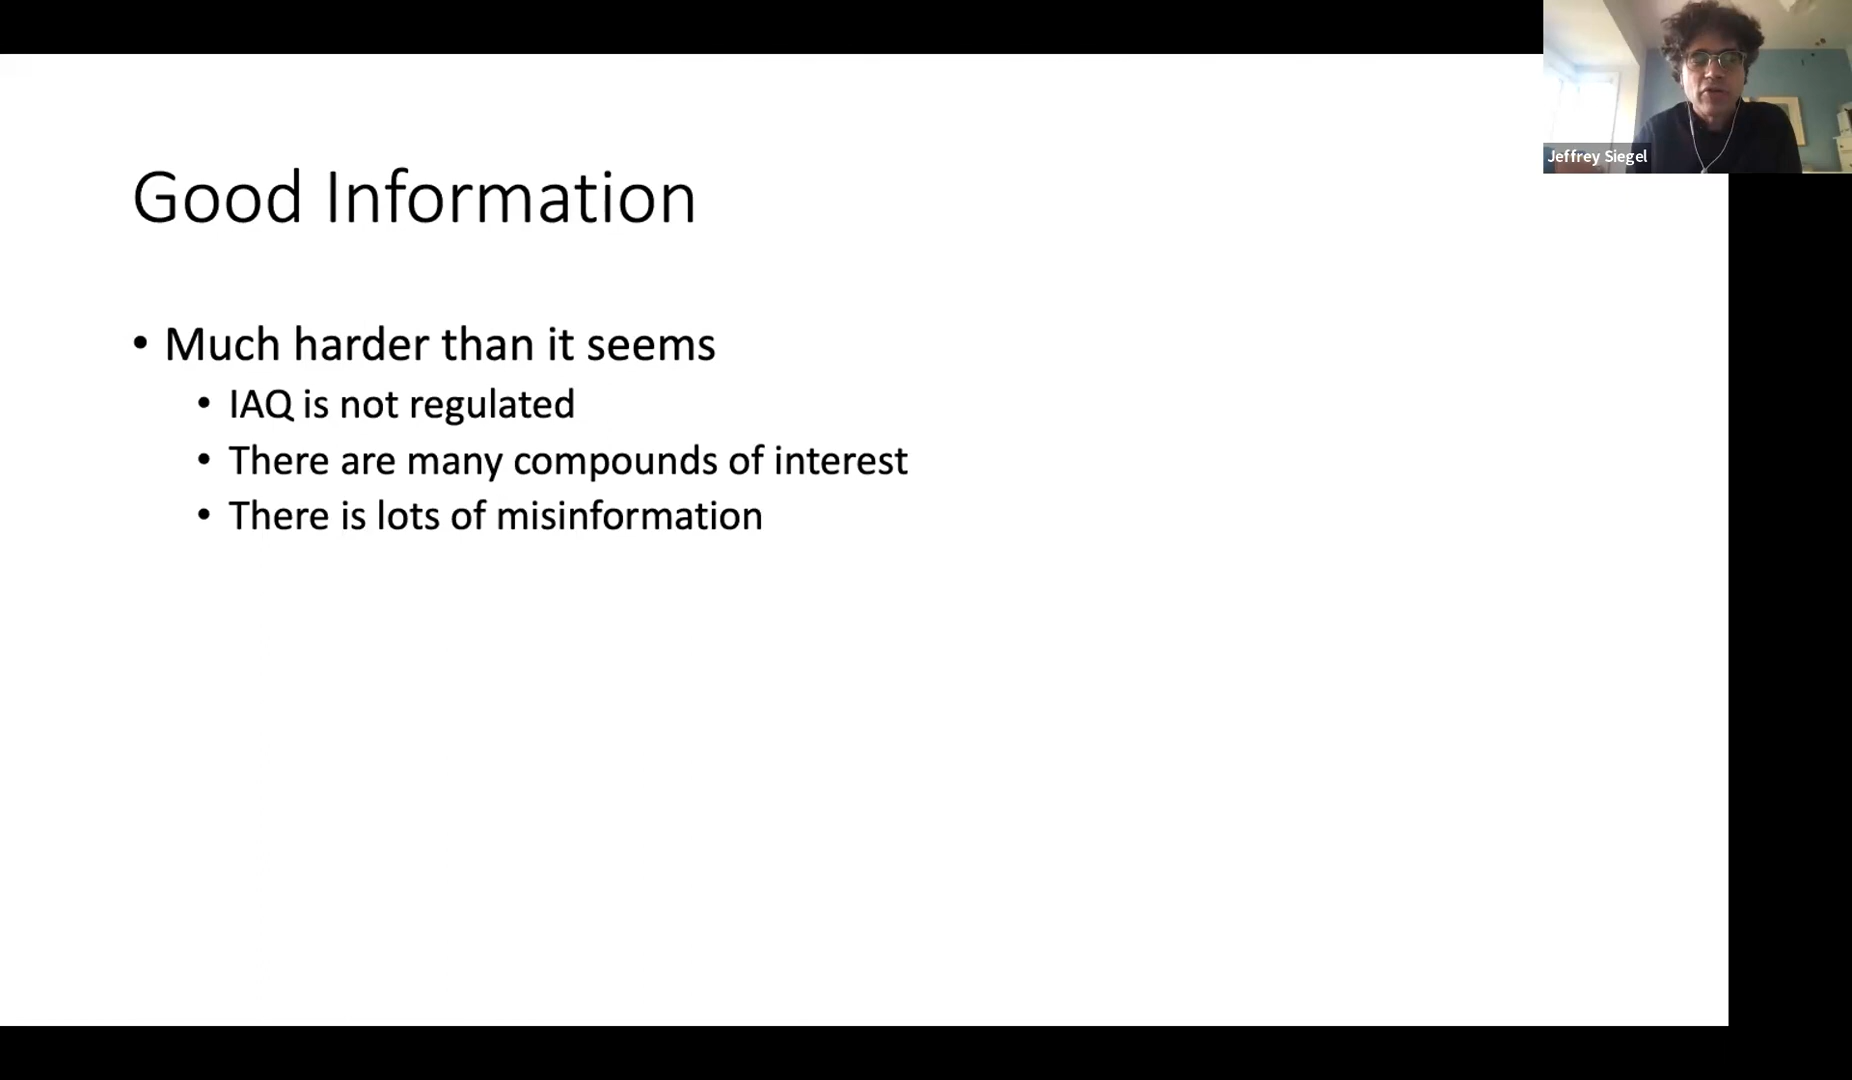 Jeffrey Siegel
Good Information
• Much harder than it seems
• IAQ is not regulated
• There are many compounds of interest
• There is lots of misinformation